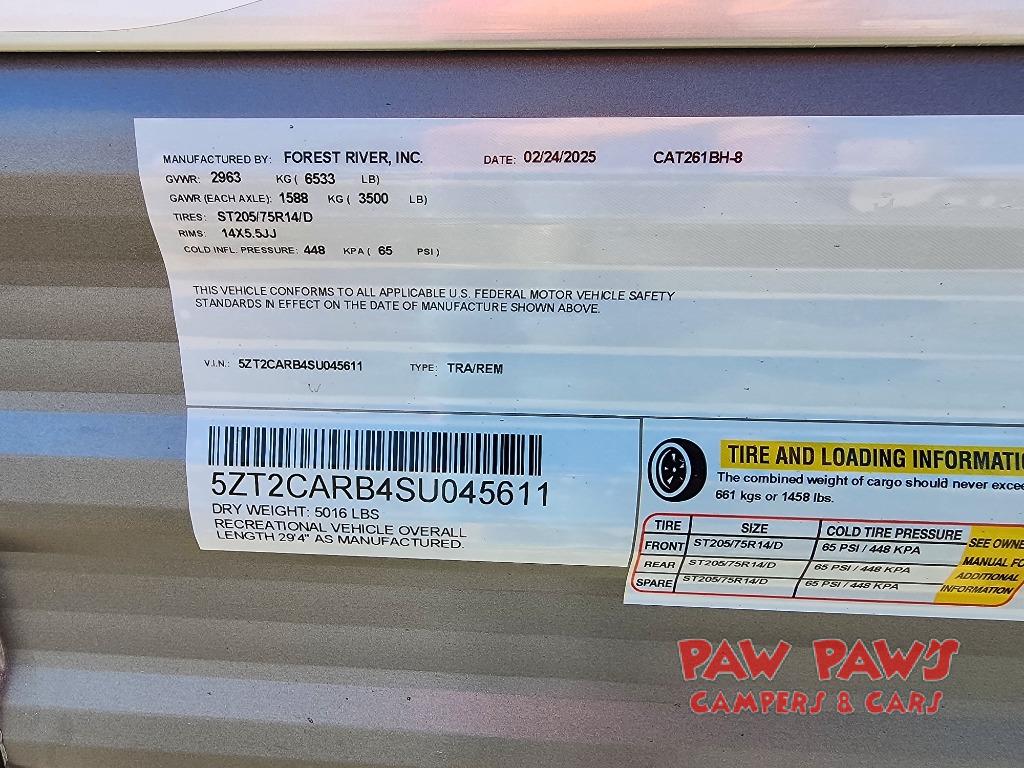 MANUFACTURED BY: FOREST RIVER, INC. DATE: 02/24/2025 CAT261BH-8
GVWR: 2963 KG ( 6533 LB)
GAWR (EACH AXLE): 1588 KG ( 3500 LB)
TIRES: ST205/75R14/D
RIMS: 14X5.5JJ
COLD INFL. PRESSURE: 448 KPA ( 65 PSI )
THIS VEHICLE CONFORMS TO ALL APPLICABLE U.S. FEDERAL MOTOR VEHICLE SAFETY
STANDARDS IN EFFECT ON THE DATE OF MANUFACTURE SHOWN ABOVE.
V.I.N.: 5ZT2CARB4SU045611 TYPE: TRA/REM
5ZT2CARB4SU045611
DRY WEIGHT: 5016 LBS
RECREATIONAL VEHICLE OVERALL
LENGTH 29'4" AS MANUFACTURED.
TIRE AND LOADING INFORMATIO
The combined weight of cargo should never excee
661 kgs or 1458 lbs.
TIRE SIZE COLD TIRE PRESSURE
FRONT ST205/75R14/D 65 PSI / 448 KPA
REAR ST205/75R14/D 65 PSI / 448 KPA
SPARE ST205/75R14/D 65 PSI / 448 KPA
SEE OWNE
MANUAL FO
ADDITIONAL
INFORMATION
PAW PAW'S
CAMPERS & CARS